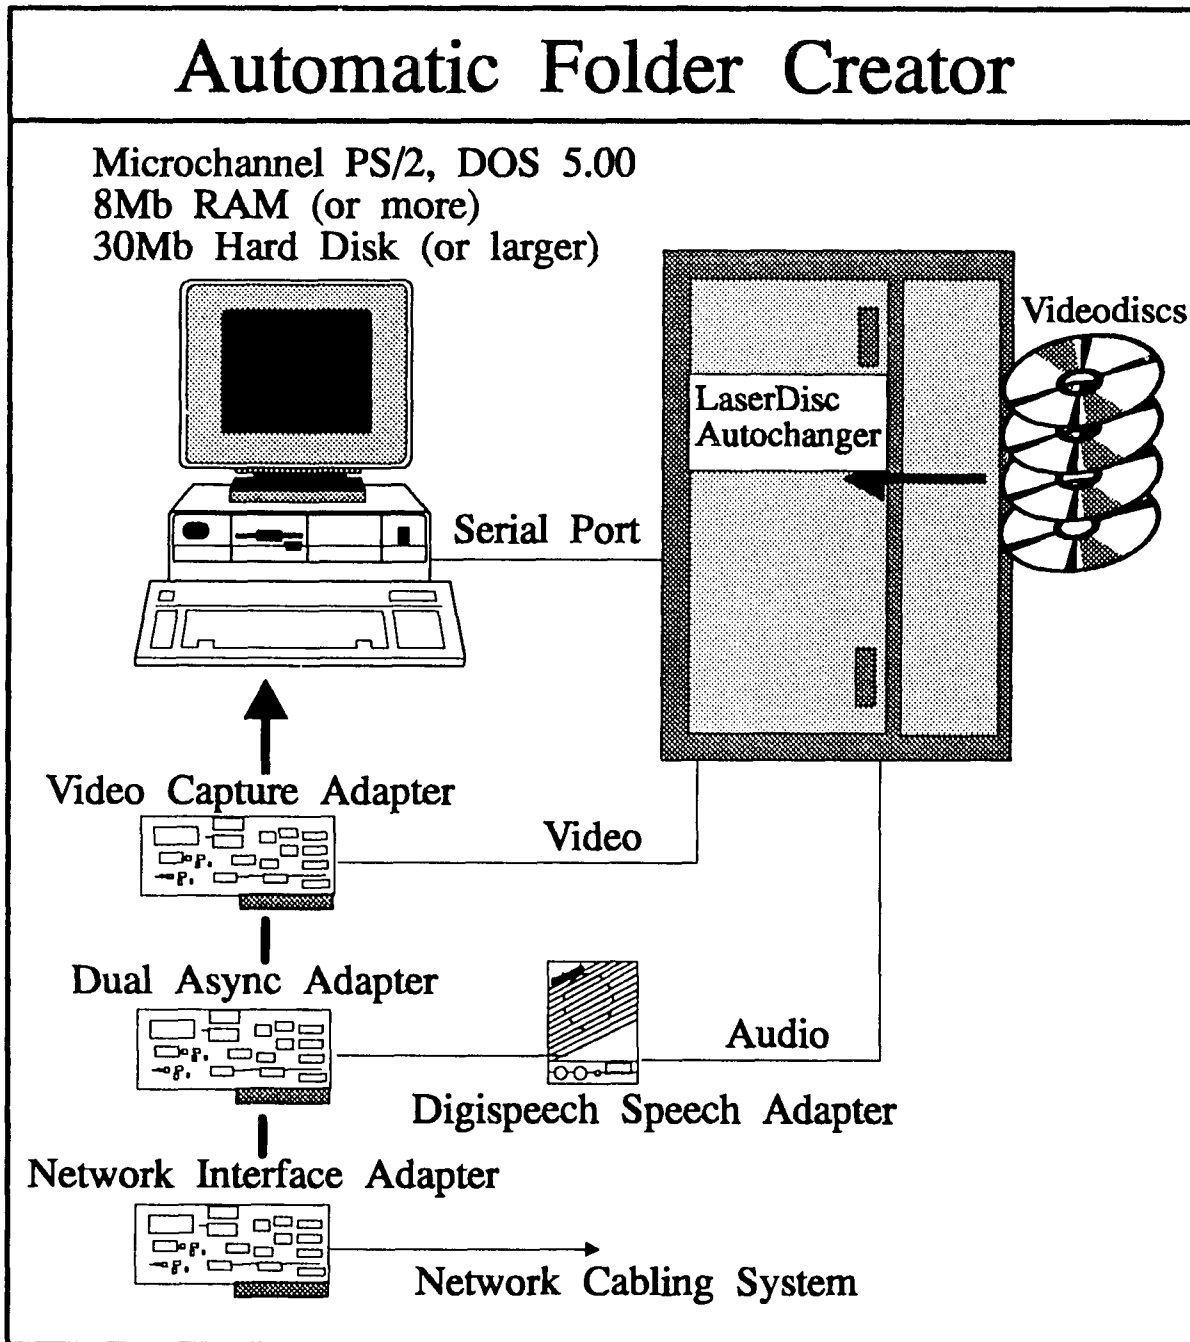 Automatic Folder Creator
Microchannel PS/2, DOS 5.00
8Mb RAM (or more)
30Mb Hard Disk (or larger)
Videodiscs
LaserDisc
Autochanger
Serial Port
Video Capture Adapter
Video
Dual Async Adapter
Audio
Digispeech Speech Adapter
Network Interface Adapter
Network Cabling System